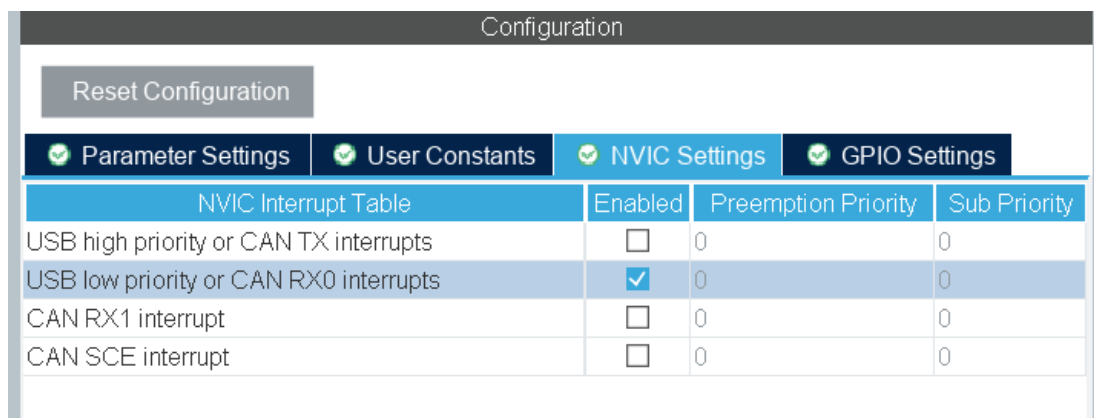 Configuration
Reset Configuration
Parameter Settings User Constants NVIC Settings GPIO Settings
NVIC Interrupt Table Enabled Preemption Priority Sub Priority
USB high priority or CAN TX interrupts 0 0
USB low priority or CAN RX0 interrupts 0 0
CAN RX1 interrupt 0 0
CAN SCE interrupt 0 0